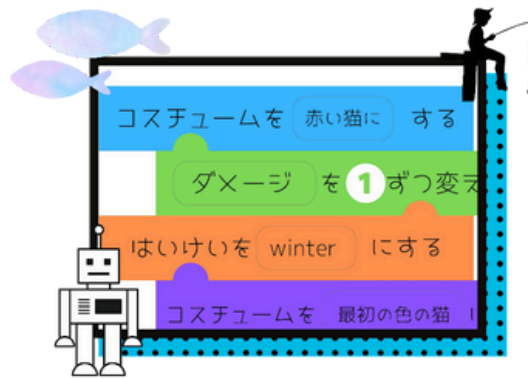 コスチュームを 赤い猫に する
ダメージ を 1 ずつ変え
はいけいを winter にする
コスチュームを 最初の色の猫